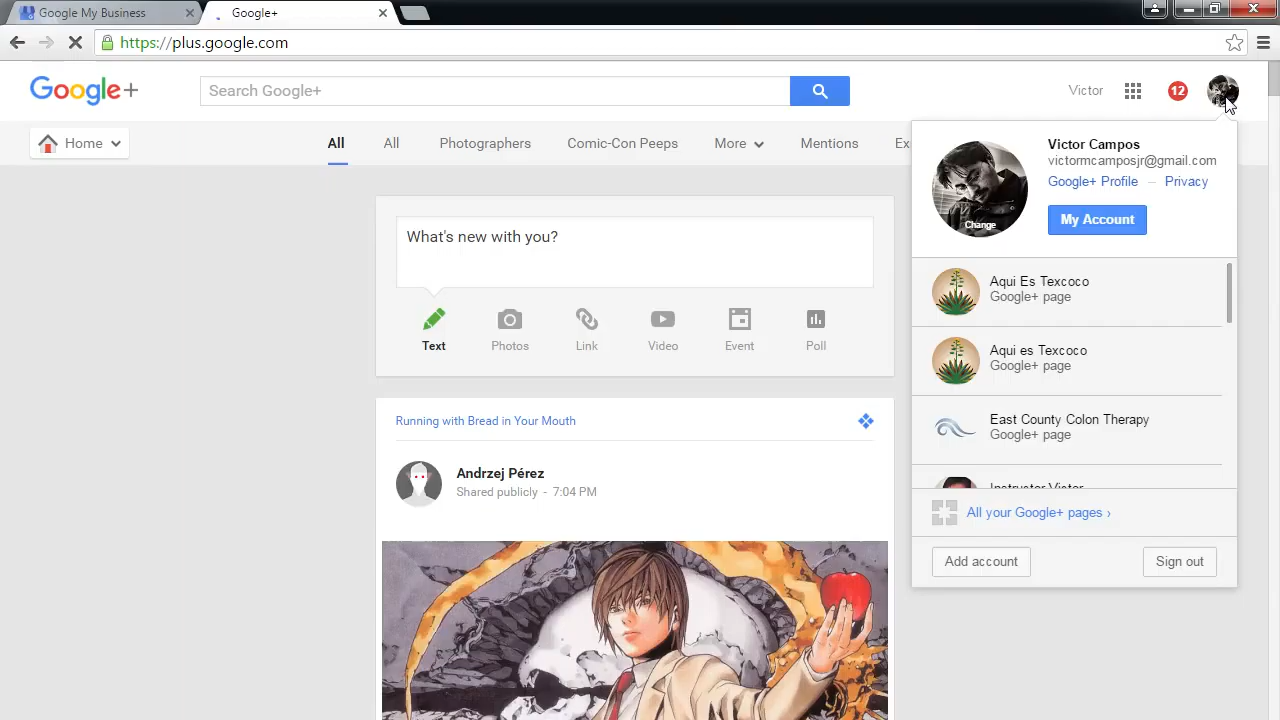 Google My Business
Google+
https://plus.google.com
Google+
Search Google+
Victor
12
Home
All
All
Photographers
Comic-Con Peeps
More
Mentions
Ex
Victor Campos
victormcamposjr@gmail.com
Google+ Profile – Privacy
Change
My Account
What's new with you?
Text
Photos
Link
Video
Event
Poll
Aqui Es Texcoco
Google+ page
Aqui es Texcoco
Google+ page
East County Colon Therapy
Google+ page
Instructor Victor
All your Google+ pages ›
Add account
Sign out
Running with Bread in Your Mouth
Andrzej Pérez
Shared publicly - 7:04 PM